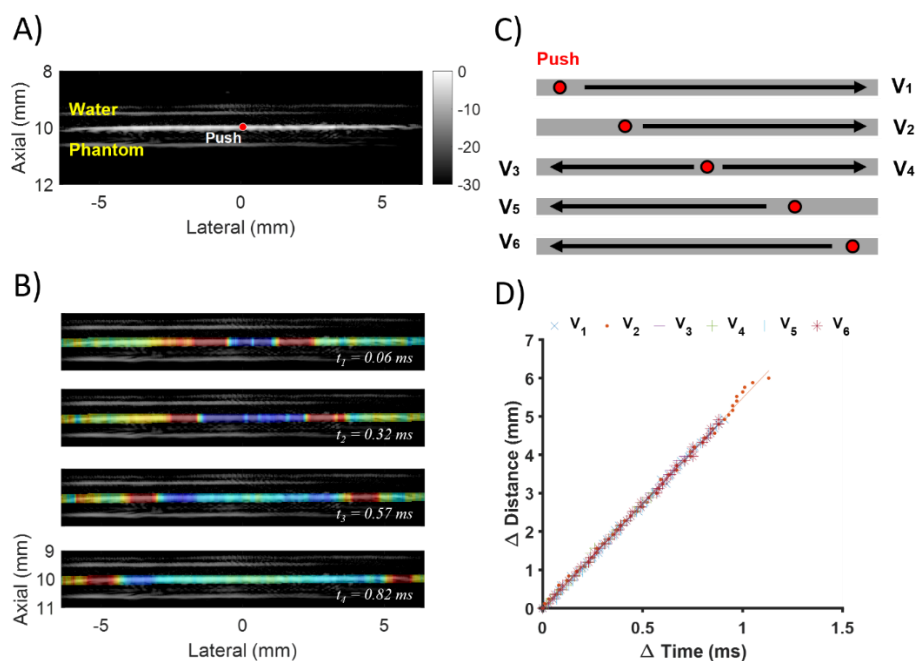 A)
8
10
12
Axial (mm)
Water
Phantom
Push
0
-10
-20
-30
-5
0
5
Lateral (mm)
B)
t₁ = 0.06 ms
t₂ = 0.32 ms
t₃ = 0.57 ms
t₄ = 0.82 ms
9
10
11
Axial (mm)
-5
0
5
Lateral (mm)
C)
Push
V₁
V₂
V₃ V₄
V₅
V₆
D)
V₁ V₂ V₃ V₄ V₅ V₆
7
6
5
4
3
2
1
0
Δ Distance (mm)
0 0.5 1 1.5
Δ Time (ms)